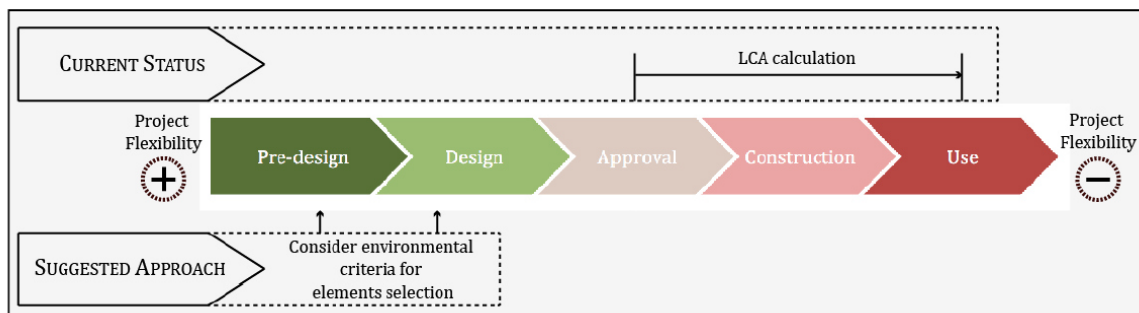 CURRENT STATUS
LCA calculation
Project
Flexibility
+
Pre-design
Design
Approval
Construction
Use
Project
Flexibility
−
SUGGESTED APPROACH
Consider environmental
criteria for
elements selection